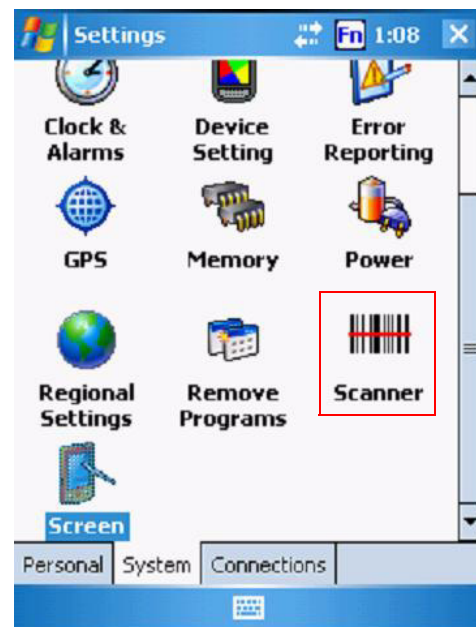 Settings Fn 1:08
Clock & Alarms
Device Setting
Error Reporting
GPS
Memory
Power
Regional Settings
Remove Programs
Scanner
Screen
Personal System Connections